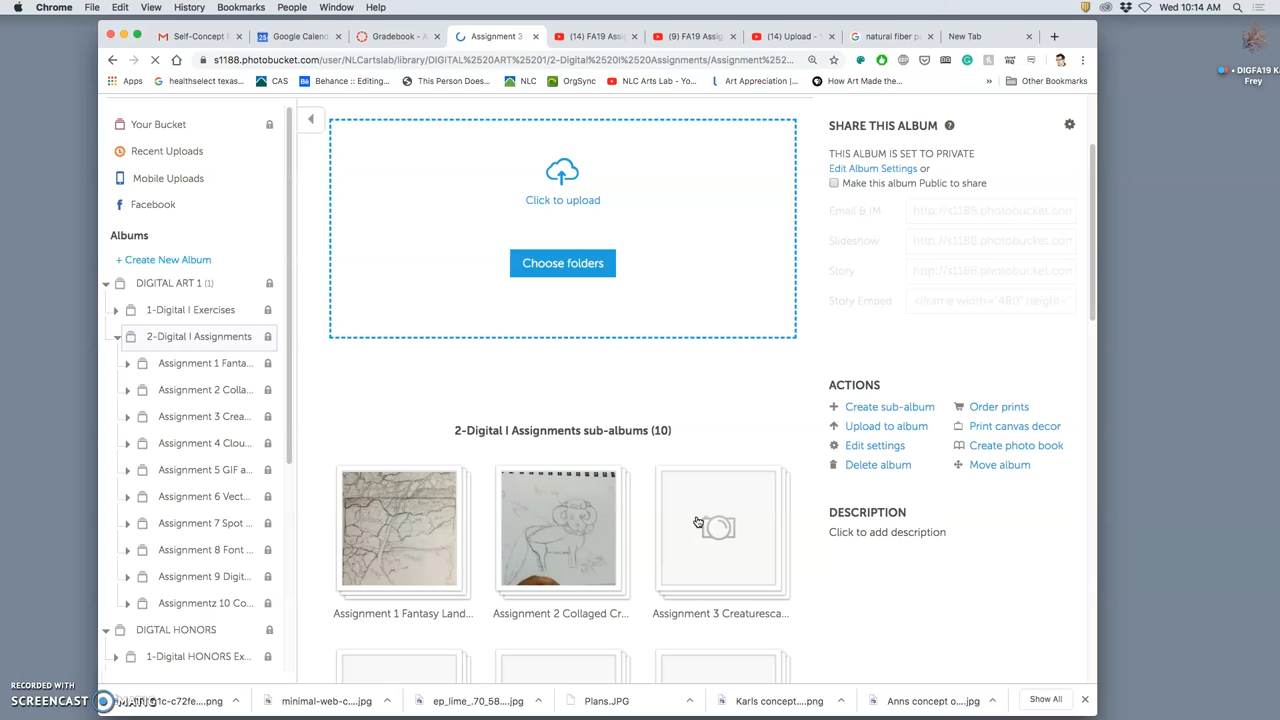 Chrome File Edit View History Bookmarks People Window Help Wed 10:14 AM
Self-Concept Google Calen Gradebook - A Assignment 3 (14) FA19 Assig (9) FA19 Assig (14) Upload - Y natural fiber p New Tab
s1188.photobucket.com/user/NLCartslab/library/DIGITAL%2520ART%201/2-Digital%2520I%2520Assignments/Assignment%252...
Apps healthselect texas... CAS Behance :: Editing... This Person Does... NLC OrgSync NLC Arts Lab - Yo... Art Appreciation |... How Art Made the... » Other Bookmarks
DIGFA19 K
Frey
Your Bucket
Recent Uploads
Mobile Uploads
Facebook
Albums
+ Create New Album
DIGITAL ART 1 (1)
1-Digital I Exercises
2-Digital I Assignments
Assignment 1 Fanta...
Assignment 2 Colla...
Assignment 3 Crea...
Assignment 4 Clou...
Assignment 5 GIF a...
Assignment 6 Vect...
Assignment 7 Spot ...
Assignment 8 Font ...
Assignment 9 Digit...
Assignmentz 10 Co...
DIGTAL HONORS
1-Digital HONORS Ex...
Click to upload
Choose folders
2-Digital I Assignments sub-albums (10)
Assignment 1 Fantasy Land...
Assignment 2 Collaged Cr...
Assignment 3 Creaturesca...
SHARE THIS ALBUM
THIS ALBUM IS SET TO PRIVATE
Edit Album Settings or
Make this album Public to share
Email & IM http://s1188.photobucket.com
Slideshow http://s1188.photobucket.com
Story http://s1188.photobucket.com
Story Embed <iframe width="480" height="
ACTIONS
Create sub-album Order prints
Upload to album Print canvas decor
Edit settings Create photo book
Delete album Move album
DESCRIPTION
Click to add description
1c-c72fe....png minimal-web-c....jpg ep_lime_.70_58....jpg Plans.JPG Karls concept....png Anns concept o....jpg Show All
RECORDED WITH
SCREENCAST MATIC